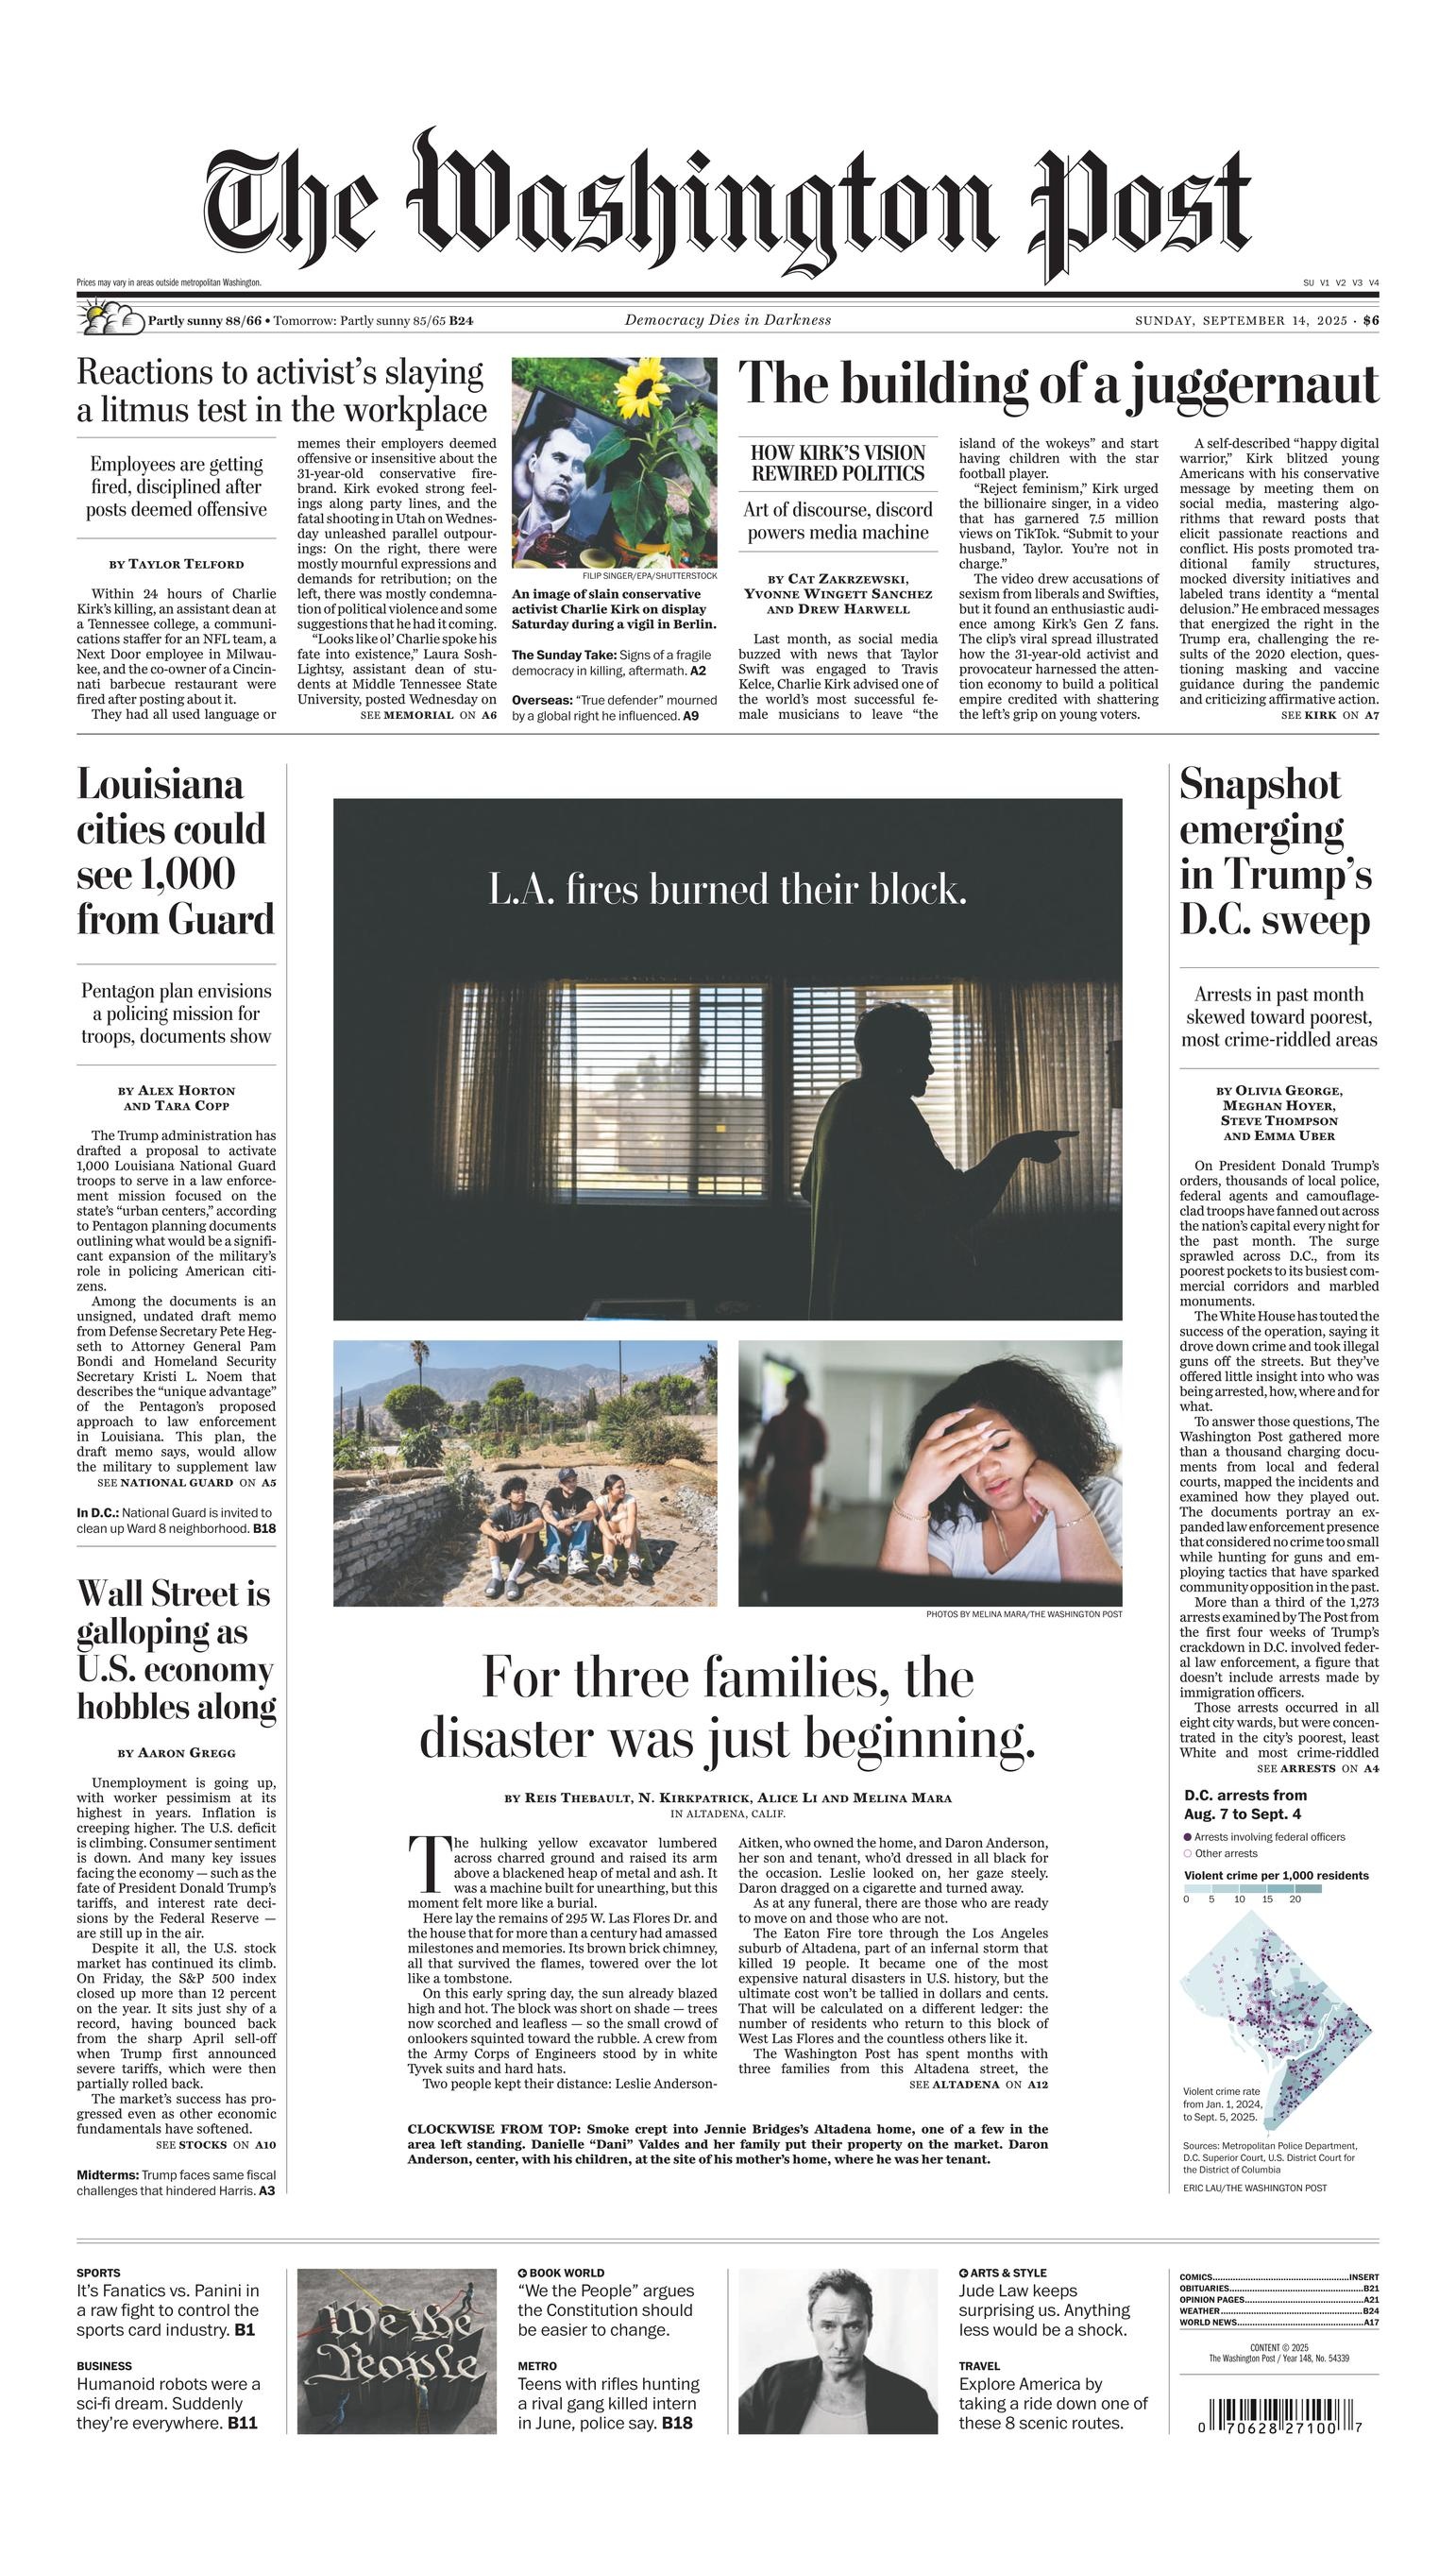 The Washington Post
Prices may vary in areas outside metropolitan Washington.
SU V1 V2 V3 V4
Partly sunny 88/66 • Tomorrow: Partly sunny 85/65 B24
Democracy Dies in Darkness
SUNDAY, SEPTEMBER 14, 2025 · $6
Reactions to activist’s slaying
a litmus test in the workplace
Employees are getting
fired, disciplined after
posts deemed offensive
BY TAYLOR TELFORD
Within 24 hours of Charlie
Kirk’s killing, an assistant dean at
a Tennessee college, a communi-
cations staffer for an NFL team, a
Next Door employee in Milwau-
kee, and the co-owner of a Cincin-
nati barbecue restaurant were
fired after posting about it.
They had all used language or
memes their employers deemed
offensive or insensitive about the
31-year-old conservative fire-
brand. Kirk evoked strong feel-
ings along party lines, and the
fatal shooting in Utah on Wednes-
day unleashed parallel outpour-
ings: On the right, there were
mostly mournful expressions and
demands for retribution; on the
left, there was mostly condemna-
tion of political violence and some
suggestions that he had it coming.
“Looks like ol’ Charlie spoke his
fate into existence,” Laura Sosh-
Lightsy, assistant dean of stu-
dents at Middle Tennessee State
University, posted Wednesday on
SEE MEMORIAL ON A6
FILIP SINGER/EPA/SHUTTERSTOCK
An image of slain conservative
activist Charlie Kirk on display
Saturday during a vigil in Berlin.
The Sunday Take: Signs of a fragile
democracy in killing, aftermath. A2
Overseas: “True defender” mourned
by a global right he influenced. A9
The building of a juggernaut
HOW KIRK’S VISION
REWIRED POLITICS
Art of discourse, discord
powers media machine
BY CAT ZAKRZEWSKI,
YVONNE WINGETT SANCHEZ
AND DREW HARWELL
Last month, as social media
buzzed with news that Taylor
Swift was engaged to Travis
Kelce, Charlie Kirk advised one of
the world’s most successful fe-
male musicians to leave “the
island of the wokeys” and start
having children with the star
football player.
“Reject feminism,” Kirk urged
the billionaire singer, in a video
that has garnered 7.5 million
views on TikTok. “Submit to your
husband, Taylor. You’re not in
charge.”
The video drew accusations of
sexism from liberals and Swifties,
but it found an enthusiastic audi-
ence among Kirk’s Gen Z fans.
The clip’s viral spread illustrated
how the 31-year-old activist and
provocateur harnessed the atten-
tion economy to build a political
empire credited with shattering
the left’s grip on young voters.
A self-described “happy digital
warrior,” Kirk blitzed young
Americans with his conservative
message by meeting them on
social media, mastering algo-
rithms that reward posts that
elicit passionate reactions and
conflict. His posts promoted tra-
ditional family structures,
mocked diversity initiatives and
labeled trans identity a “mental
delusion.” He embraced messages
that energized the right in the
Trump era, challenging the re-
sults of the 2020 election, ques-
tioning masking and vaccine
guidance during the pandemic
and criticizing affirmative action.
SEE KIRK ON A7
Louisiana
cities could
see 1,000
from Guard
Pentagon plan envisions
a policing mission for
troops, documents show
BY ALEX HORTON
AND TARA COPP
The Trump administration has
drafted a proposal to activate
1,000 Louisiana National Guard
troops to serve in a law enforce-
ment mission focused on the
state’s “urban centers,” according
to Pentagon planning documents
outlining what would be a signifi-
cant expansion of the military’s
role in policing American citi-
zens.
Among the documents is an
unsigned, undated draft memo
from Defense Secretary Pete Heg-
seth to Attorney General Pam
Bondi and Homeland Security
Secretary Kristi L. Noem that
describes the “unique advantage”
of the Pentagon’s proposed
approach to law enforcement
in Louisiana. This plan, the
draft memo says, would allow
the military to supplement law
SEE NATIONAL GUARD ON A5
In D.C.: National Guard is invited to
clean up Ward 8 neighborhood. B18
Wall Street is
galloping as
U.S. economy
hobbles along
BY AARON GREGG
Unemployment is going up,
with worker pessimism at its
highest in years. Inflation is
creeping higher. The U.S. deficit
is climbing. Consumer sentiment
is down. And many key issues
facing the economy — such as the
fate of President Donald Trump’s
tariffs, and interest rate deci-
sions by the Federal Reserve —
are still up in the air.
Despite it all, the U.S. stock
market has continued its climb.
On Friday, the S&P 500 index
closed up more than 12 percent
on the year. It sits just shy of a
record, having bounced back
from the sharp April sell-off
when Trump first announced
severe tariffs, which were then
partially rolled back.
The market’s success has pro-
gressed even as other economic
fundamentals have softened.
SEE STOCKS ON A10
Midterms: Trump faces same fiscal
challenges that hindered Harris. A3
L.A. fires burned their block.
PHOTOS BY MELINA MARA/THE WASHINGTON POST
For three families, the
disaster was just beginning.
BY REIS THEBAULT, N. KIRKPATRICK, ALICE LI AND MELINA MARA
IN ALTADENA, CALIF.
The hulking yellow excavator lumbered
across charred ground and raised its arm
above a blackened heap of metal and ash. It
was a machine built for unearthing, but this
moment felt more like a burial.
Here lay the remains of 295 W. Las Flores Dr. and
the house that for more than a century had amassed
milestones and memories. Its brown brick chimney,
all that survived the flames, towered over the lot
like a tombstone.
On this early spring day, the sun already blazed
high and hot. The block was short on shade — trees
now scorched and leafless — so the small crowd of
onlookers squinted toward the rubble. A crew from
the Army Corps of Engineers stood by in white
Tyvek suits and hard hats.
Two people kept their distance: Leslie Anderson-
Aitken, who owned the home, and Daron Anderson,
her son and tenant, who’d dressed in all black for
the occasion. Leslie looked on, her gaze steely.
Daron dragged on a cigarette and turned away.
As at any funeral, there are those who are ready
to move on and those who are not.
The Eaton Fire tore through the Los Angeles
suburb of Altadena, part of an infernal storm that
killed 19 people. It became one of the most
expensive natural disasters in U.S. history, but the
ultimate cost won’t be tallied in dollars and cents.
That will be calculated on a different ledger: the
number of residents who return to this block of
West Las Flores and the countless others like it.
The Washington Post has spent months with
three families from this Altadena street, the
SEE ALTADENA ON A12
CLOCKWISE FROM TOP: Smoke crept into Jennie Bridges’s Altadena home, one of a few in the
area left standing. Danielle “Dani” Valdes and her family put their property on the market. Daron
Anderson, center, with his children, at the site of his mother’s home, where he was her tenant.
Snapshot
emerging
in Trump’s
D.C. sweep
Arrests in past month
skewed toward poorest,
most crime-riddled areas
BY OLIVIA GEORGE,
MEGHAN HOYER,
STEVE THOMPSON
AND EMMA UBER
On President Donald Trump’s
orders, thousands of local police,
federal agents and camouflage-
clad troops have fanned out across
the nation’s capital every night for
the past month. The surge
sprawled across D.C., from its
poorest pockets to its busiest com-
mercial corridors and marbled
monuments.
The White House has touted the
success of the operation, saying it
drove down crime and took illegal
guns off the streets. But they’ve
offered little insight into who was
being arrested, how, where and for
what.
To answer those questions, The
Washington Post gathered more
than a thousand charging docu-
ments from local and federal
courts, mapped the incidents and
examined how they played out.
The documents portray an ex-
panded law enforcement presence
that considered no crime too small
while hunting for guns and em-
ploying tactics that have sparked
community opposition in the past.
More than a third of the 1,273
arrests examined by The Post from
the first four weeks of Trump’s
crackdown in D.C. involved feder-
al law enforcement, a figure that
doesn’t include arrests made by
immigration officers.
Those arrests occurred in all
eight city wards, but were concen-
trated in the city’s poorest, least
White and most crime-riddled
SEE ARRESTS ON A4
D.C. arrests from
Aug. 7 to Sept. 4
Arrests involving federal officers
Other arrests
Violent crime per 1,000 residents
0 5 10 15 20
Violent crime rate
from Jan. 1, 2024,
to Sept. 5, 2025.
Sources: Metropolitan Police Department,
D.C. Superior Court, U.S. District Court for
the District of Columbia
ERIC LAU/THE WASHINGTON POST
SPORTS
It’s Fanatics vs. Panini in
a raw fight to control the
sports card industry. B1
BUSINESS
Humanoid robots were a
sci-fi dream. Suddenly
they’re everywhere. B11
We the
People
BOOK WORLD
“We the People” argues
the Constitution should
be easier to change.
METRO
Teens with rifles hunting
a rival gang killed intern
in June, police say. B18
ARTS & STYLE
Jude Law keeps
surprising us. Anything
less would be a shock.
TRAVEL
Explore America by
taking a ride down one of
these 8 scenic routes.
COMICS....................INSERT
OBITUARIES....................B21
OPINION PAGES....................A21
WEATHER....................B24
WORLD NEWS....................A17
CONTENT © 2025
The Washington Post / Year 148, No. 54339
0 70628 27100 7